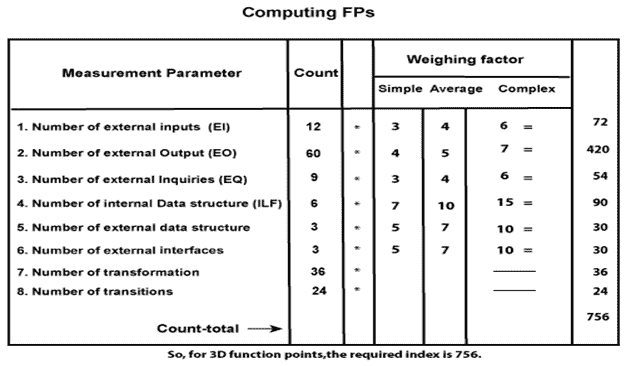 Computing FPs
Measurement Parameter Count Weighing factor
Simple Average Complex
1. Number of external inputs (EI) 12 * 3 4 6 = 72
2. Number of external Output (EO) 60 * 4 5 7 = 420
3. Number of external Inquiries (EQ) 9 * 3 4 6 = 54
4. Number of internal Data structure (ILF) 6 * 7 10 15 = 90
5. Number of external data structure 3 * 5 7 10 = 30
6. Number of external interfaces 3 * 5 7 10 = 30
7. Number of transformation 36 * —— 36
8. Number of transitions 24 * —— 24
756
Count-total →
So, for 3D function points,the required index is 756.